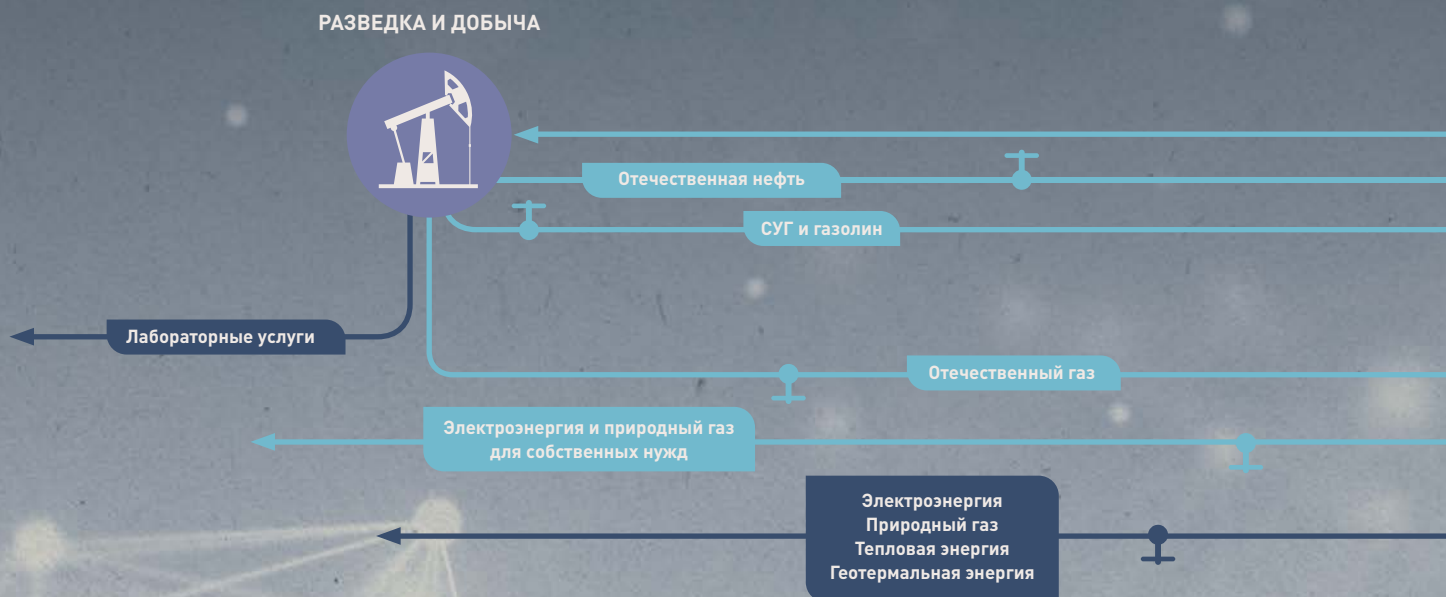 РАЗВЕДКА И ДОБЫЧА
Отечественная нефть
СУГ и газолин
Лабораторные услуги
Отечественный газ
Электроэнергия и природный газ
для собственных нужд
Электроэнергия
Природный газ
Тепловая энергия
Геотермальная энергия